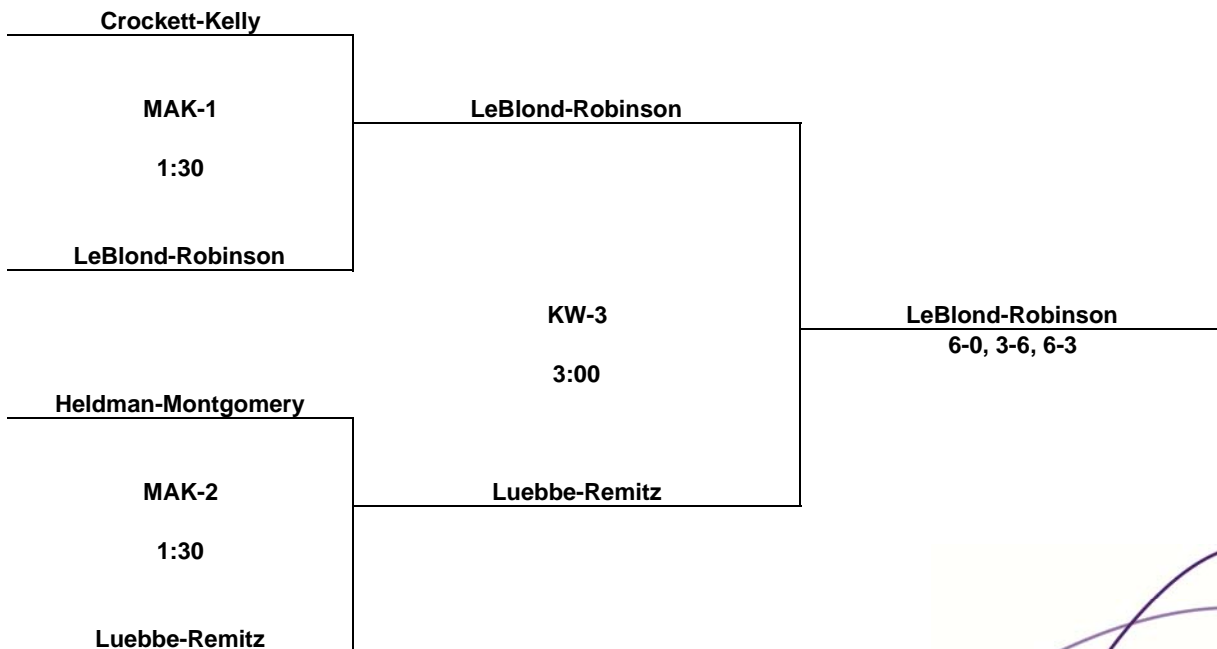 Crockett-Kelly
MAK-1
LeBlond-Robinson
1:30
LeBlond-Robinson
KW-3
LeBlond-Robinson
6-0, 3-6, 6-3
3:00
Heldman-Montgomery
MAK-2
Luebbe-Remitz
1:30
Luebbe-Remitz